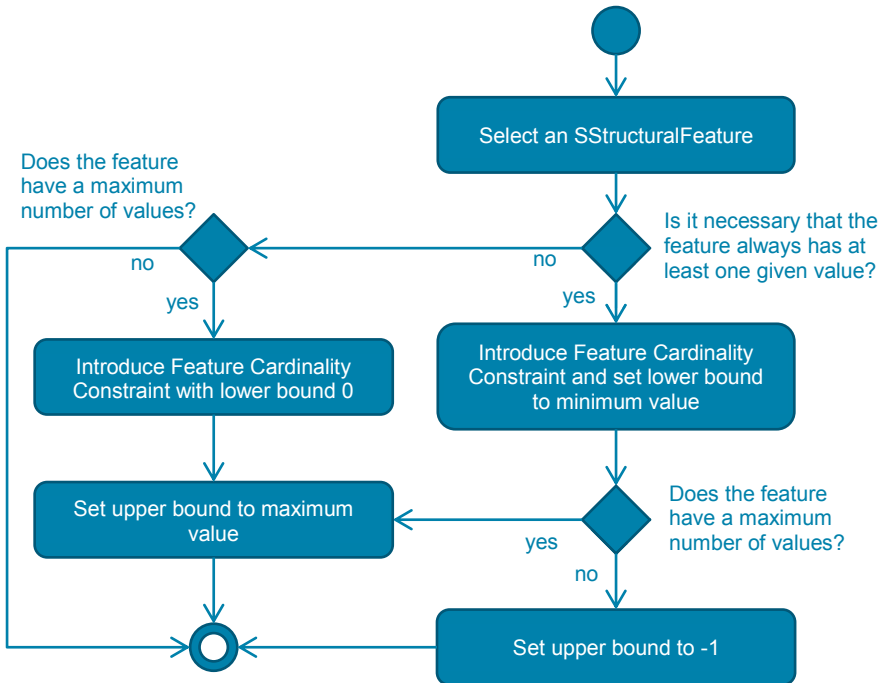 Select an SStructuralFeature
Does the feature
have a maximum
number of values?
Is it necessary that the
feature always has at
least one given value?
no
no
yes
yes
Introduce Feature Cardinality
Constraint with lower bound 0
Introduce Feature Cardinality
Constraint and set lower bound
to minimum value
Set upper bound to maximum
value
Does the feature
have a maximum
number of values?
yes
no
Set upper bound to -1